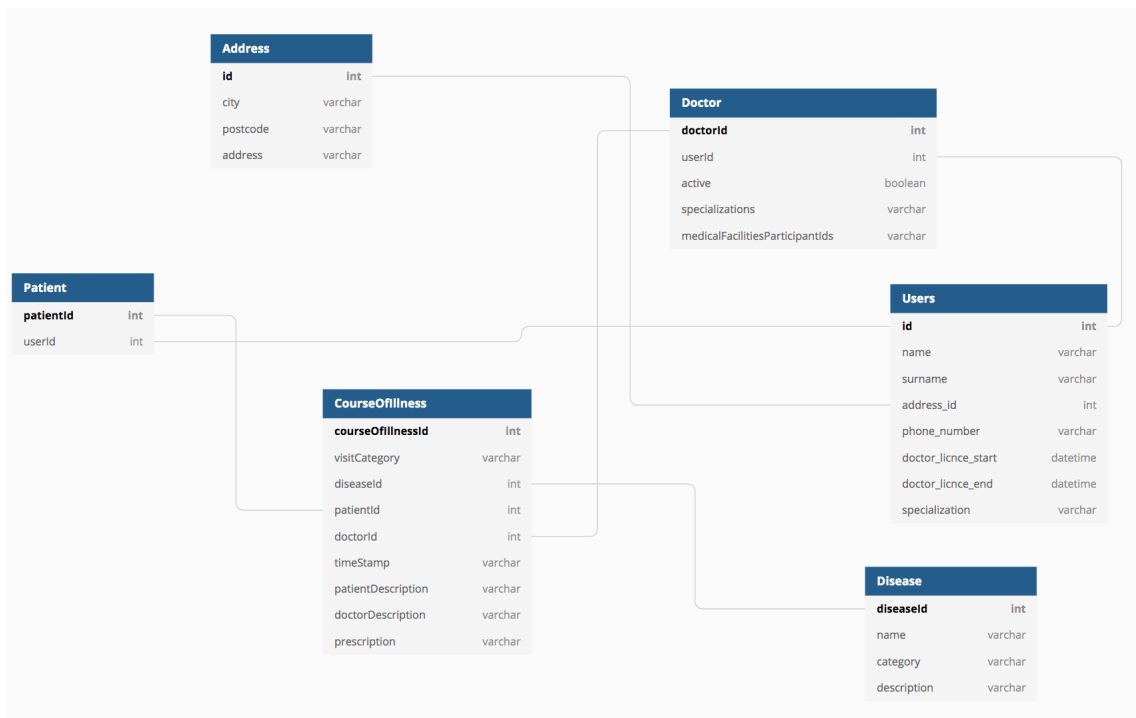 Address
id int
city varchar
postcode varchar
address varchar
Doctor
doctorId int
userId int
active boolean
specializations varchar
medicalFacilitiesParticipantIds varchar
Patient
patientId int
userId int
Users
id int
name varchar
surname varchar
address_id int
phone_number varchar
doctor_licnce_start datetime
doctor_licnce_end datetime
specialization varchar
CourseOfIllness
courseOfIllnessId int
visitCategory varchar
diseaseId int
patientId int
doctorId int
timeStamp varchar
patientDescription varchar
doctorDescription varchar
prescription varchar
Disease
diseaseId int
name varchar
category varchar
description varchar